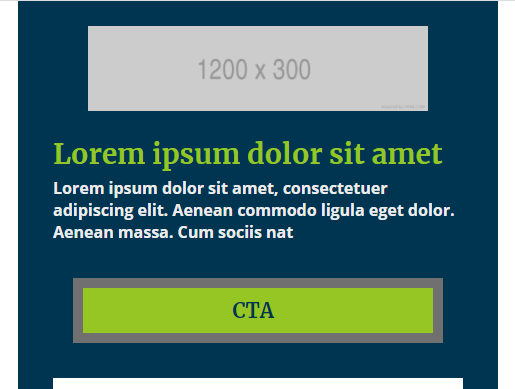 1200 x 300
Lorem ipsum dolor sit amet
Lorem ipsum dolor sit amet, consectetuer
adipiscing elit. Aenean commodo ligula eget dolor.
Aenean massa. Cum sociis nat
CTA